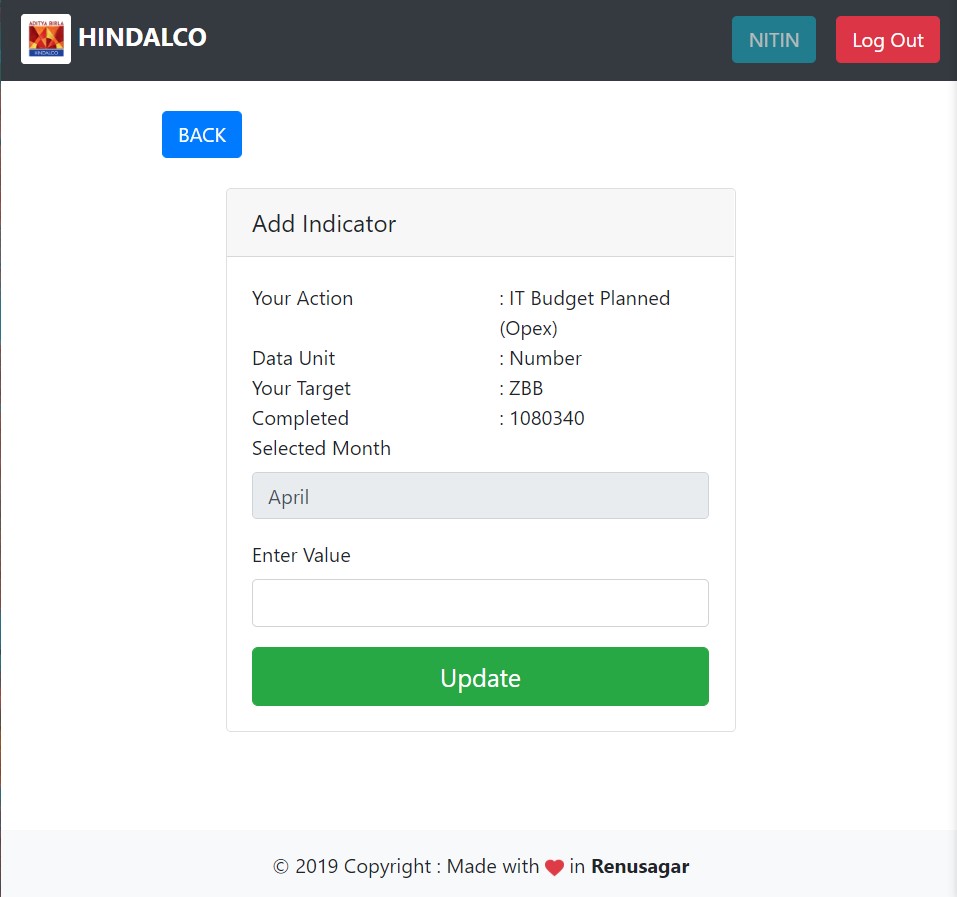 ADITYA BIRLA
HINDALCO
HINDALCO
NITIN
Log Out
BACK
Add Indicator
Your Action : IT Budget Planned
(Opex)
Data Unit : Number
Your Target : ZBB
Completed : 1080340
Selected Month
April
Enter Value
Update
© 2019 Copyright : Made with ❤ in Renusagar